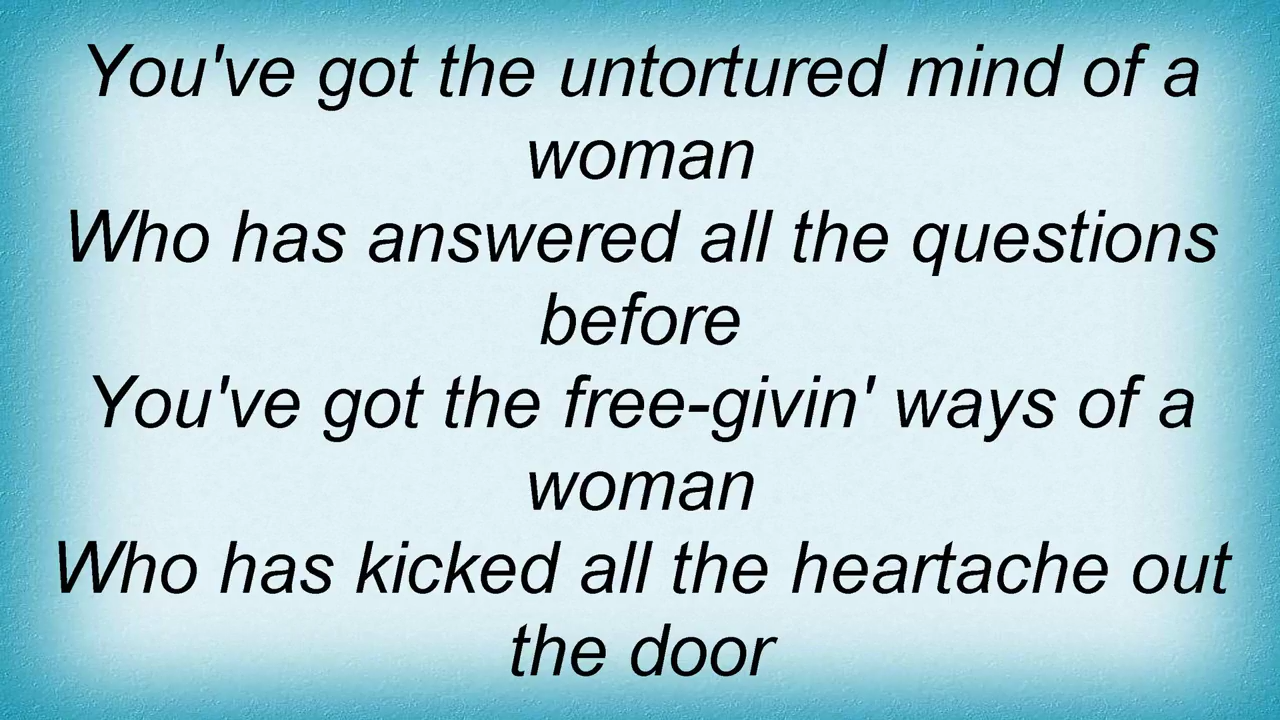 You've got the untortured mind of a
woman
Who has answered all the questions
before
You've got the free-givin' ways of a
woman
Who has kicked all the heartache out
the door